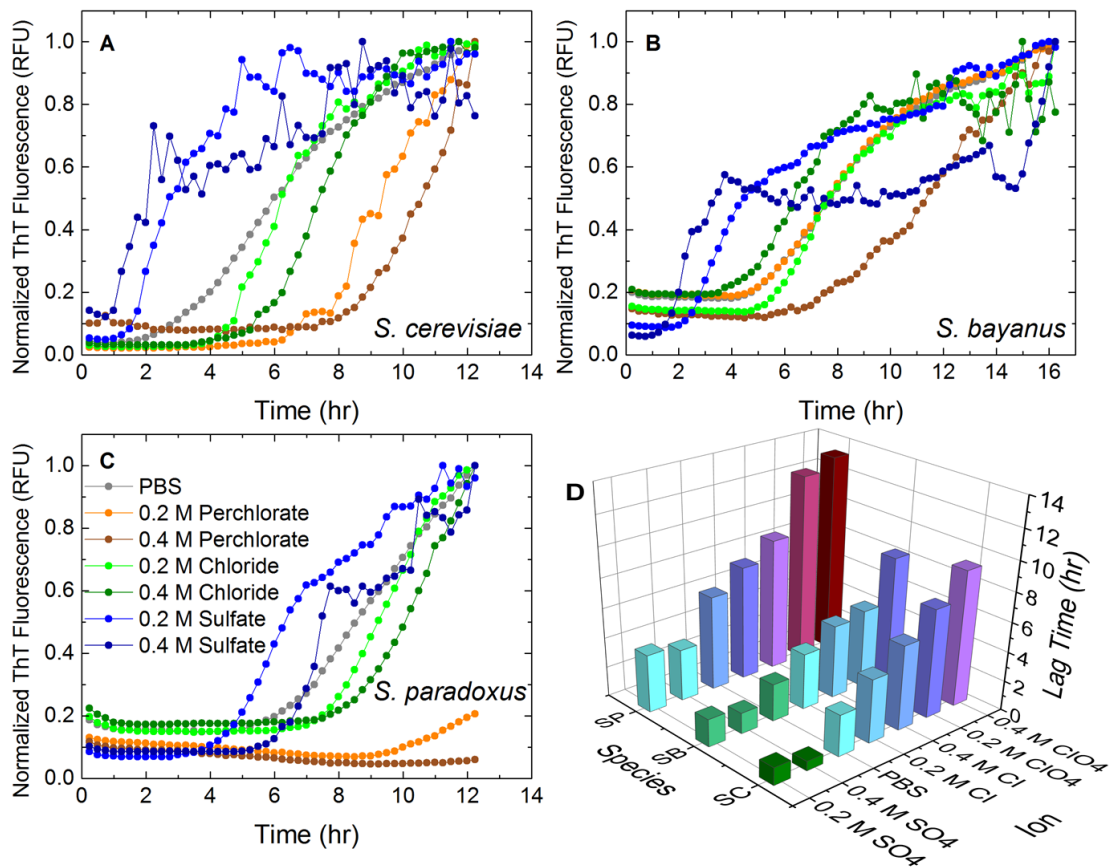 A
Normalized ThT Fluorescence (RFU)
1.0
0.8
0.6
0.4
0.2
0.0
S. cerevisiae
0 2 4 6 8 10 12 14
Time (hr)
B
Normalized ThT Fluorescence (RFU)
1.0
0.8
0.6
0.4
0.2
0.0
S. bayanus
0 2 4 6 8 10 12 14 16
Time (hr)
C
Normalized ThT Fluorescence (RFU)
1.0
0.8
0.6
0.4
0.2
0.0
PBS
0.2 M Perchlorate
0.4 M Perchlorate
0.2 M Chloride
0.4 M Chloride
0.2 M Sulfate
0.4 M Sulfate
S. paradoxus
0 2 4 6 8 10 12 14
Time (hr)
D
14
12
10
8
6
4
2
0
Lag Time (hr)
SP
SB
SC
Species
0.4 M ClO4
0.2 M ClO4
0.4 M Cl
0.2 M Cl
PBS
0.4 M SO4
0.2 M SO4
Ion